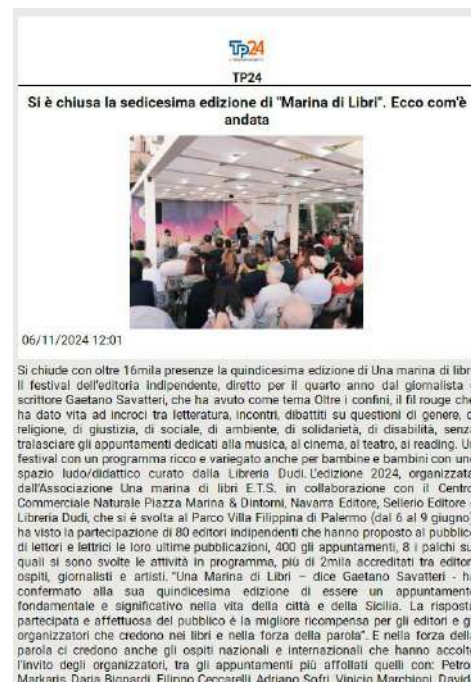 Tp24
TP24
Si è chiusa la sedicesima edizione di "Marina di Libri". Ecco com'è
andata
06/11/2024 12:01
Si chiude con oltre 16mila presenze la quindicesima edizione di Una marina di libri
Il festival dell'editoria indipendente, diretto per il quarto anno dal giornalista
scrittore Gaetano Savatteri, che ha avuto come tema Oltre i confini, il fil rouge che
ha dato vita ad incroci tra letteratura, incontri, dibattiti su questioni di genere, d
religione, di giustizia, di sociale, di ambiente, di solidarietà, di disabilità, senza
tralasciare gli appuntamenti dedicati alla musica, al cinema, al teatro, ai reading. Un
festival con un programma ricco e variegato anche per bambine e bambini con uno
spazio ludo/didattico curato dalla Libreria Dudi. L'edizione 2024, organizzata
dall'Associazione Una marina di libri E.T.S. in collaborazione con il Centro
Commerciale Naturale Piazza Marina & Dintorni, Navarra Editore, Sellerio Editore
Libreria Dudi, che si è svolta al Parco Villa Filippina di Palermo (dal 6 al 9 giugno)
ha visto la partecipazione di 80 editori indipendenti che hanno proposto al pubblico
di lettori e lettrici le loro ultime pubblicazioni, 400 gli appuntamenti, 8 i palchi su
quali si sono svolte le attività in programma, più di 2mila accreditati tra editori
ospiti, giornalisti e artisti. "Una Marina di Libri – dice Gaetano Savatteri - ha
confermato alla sua quindicesima edizione di essere un appuntamento
fondamentale e significativo nella vita della città e della Sicilia. La risposta
partecipata e affettuosa del pubblico è la migliore ricompensa per gli editori e gli
organizzatori che credono nei libri e nella forza della parola". E nella forza della
parola ci credono anche gli ospiti nazionali e internazionali che hanno accolto
l'invito degli organizzatori, tra gli appuntamenti più affollati quelli con: Petros
Markaris, Daria Bignardi, Filippo Ceccarelli, Adriano Sofri, Vinicio Marchioni, David